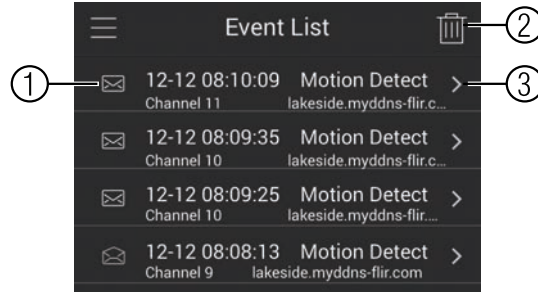 Event List
②
①
12-12 08:10:09 Motion Detect
③
Channel 11 lakeside.myddns-flir.c...
12-12 08:09:35 Motion Detect
Channel 10 lakeside.myddns-flir.c...
12-12 08:09:25 Motion Detect
Channel 10 lakeside.myddns-flir....
12-12 08:08:13 Motion Detect
Channel 9 lakeside.myddns-flir.com